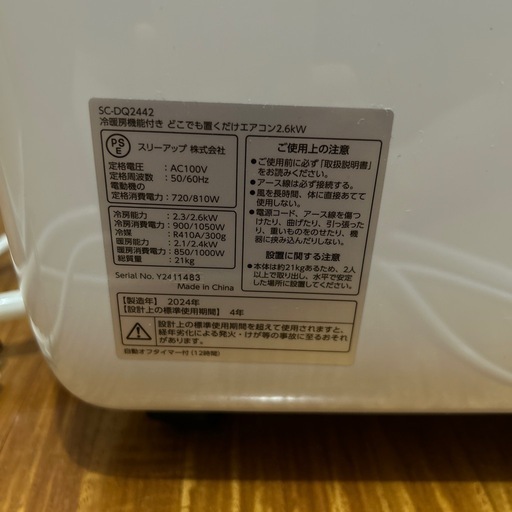 SC-DQ2442
冷暖房機能付き どこでも置くだけエアコン2.6kW
PSE スリーアップ 株式会社
定格電圧 : AC100V
定格周波数 : 50/60Hz
電動機の
定格消費電力 : 720/810W
冷房能力 : 2.3/2.6kW
冷房消費電力 : 900/1050W
冷媒 : R410A/300g
暖房能力 : 2.1/2.4kW
暖房消費電力 : 850/1000W
総質量 : 21kg
Serial No. Y2411483
Made in China
ご使用上の注意
●ご使用前に必ず「取扱説明書」
をお読みください。
●アース線は必ず接続する。
●風を長時間、体に直接あてて
使用しない。
●電源コード、アース線を傷つ
けたり、曲げたり、引っ張った
り、重いものをのせたり、機
器に挟み込んだりしない。
設置に関する注意
●本体は約21kgあるため、2人
以上で取り出し、水平で安定
した場所に設置してください。
【製造年】 2024年
【設計上の標準使用期間】 4年
設計上の標準使用期間を超えて使用されますと、
経年劣化による発火・けが等の事故に至るおそれ
があります。
自動オフタイマー付 (12時間)